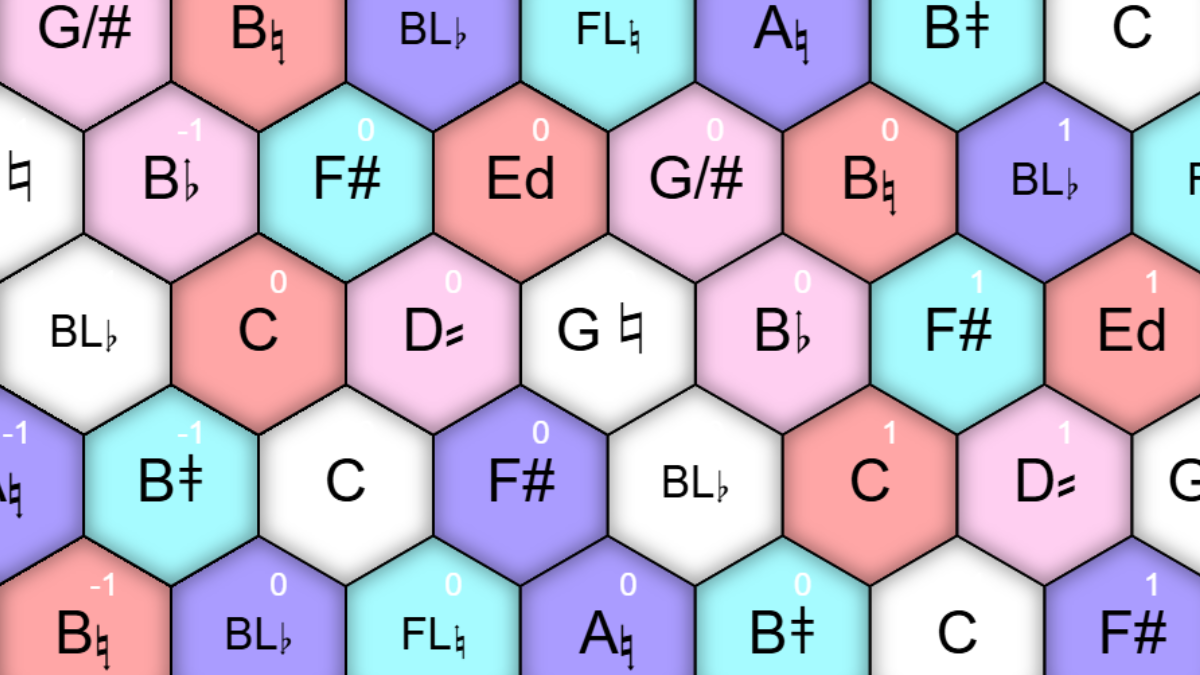 G/# B♮ BL♭ FL♮ A♮ B‡ C
-1 0 0 0 0 1
♮ B♭ F# Ed G/# B♮ BL♭ F
0 0 0 1 1
BL♭ C D⹀ G ♮ B♭ F# Ed
-1 -1 0 1 1
♮ B‡ C F# BL♭ C D⹀ G
-1 0 0 0 0 1
B♮ BL♭ FL♮ A♮ B‡ C F#